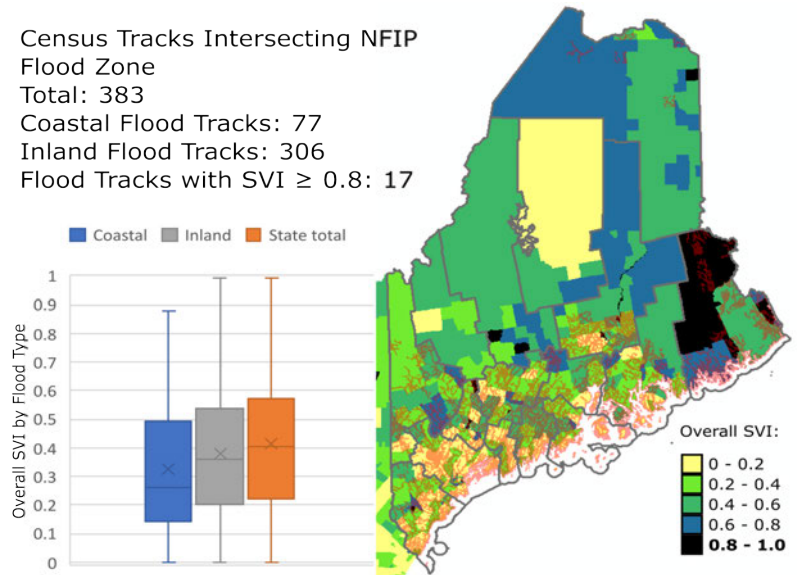 Census Tracks Intersecting NFIP
Flood Zone
Total: 383
Coastal Flood Tracks: 77
Inland Flood Tracks: 306
Flood Tracks with SVI ≥ 0.8: 17
Coastal Inland State total
1
0.9
0.8
0.7
0.6
0.5
0.4
0.3
0.2
0.1
0
Overall SVI by Flood Type
Overall SVI:
0 - 0.2
0.2 - 0.4
0.4 - 0.6
0.6 - 0.8
0.8 - 1.0